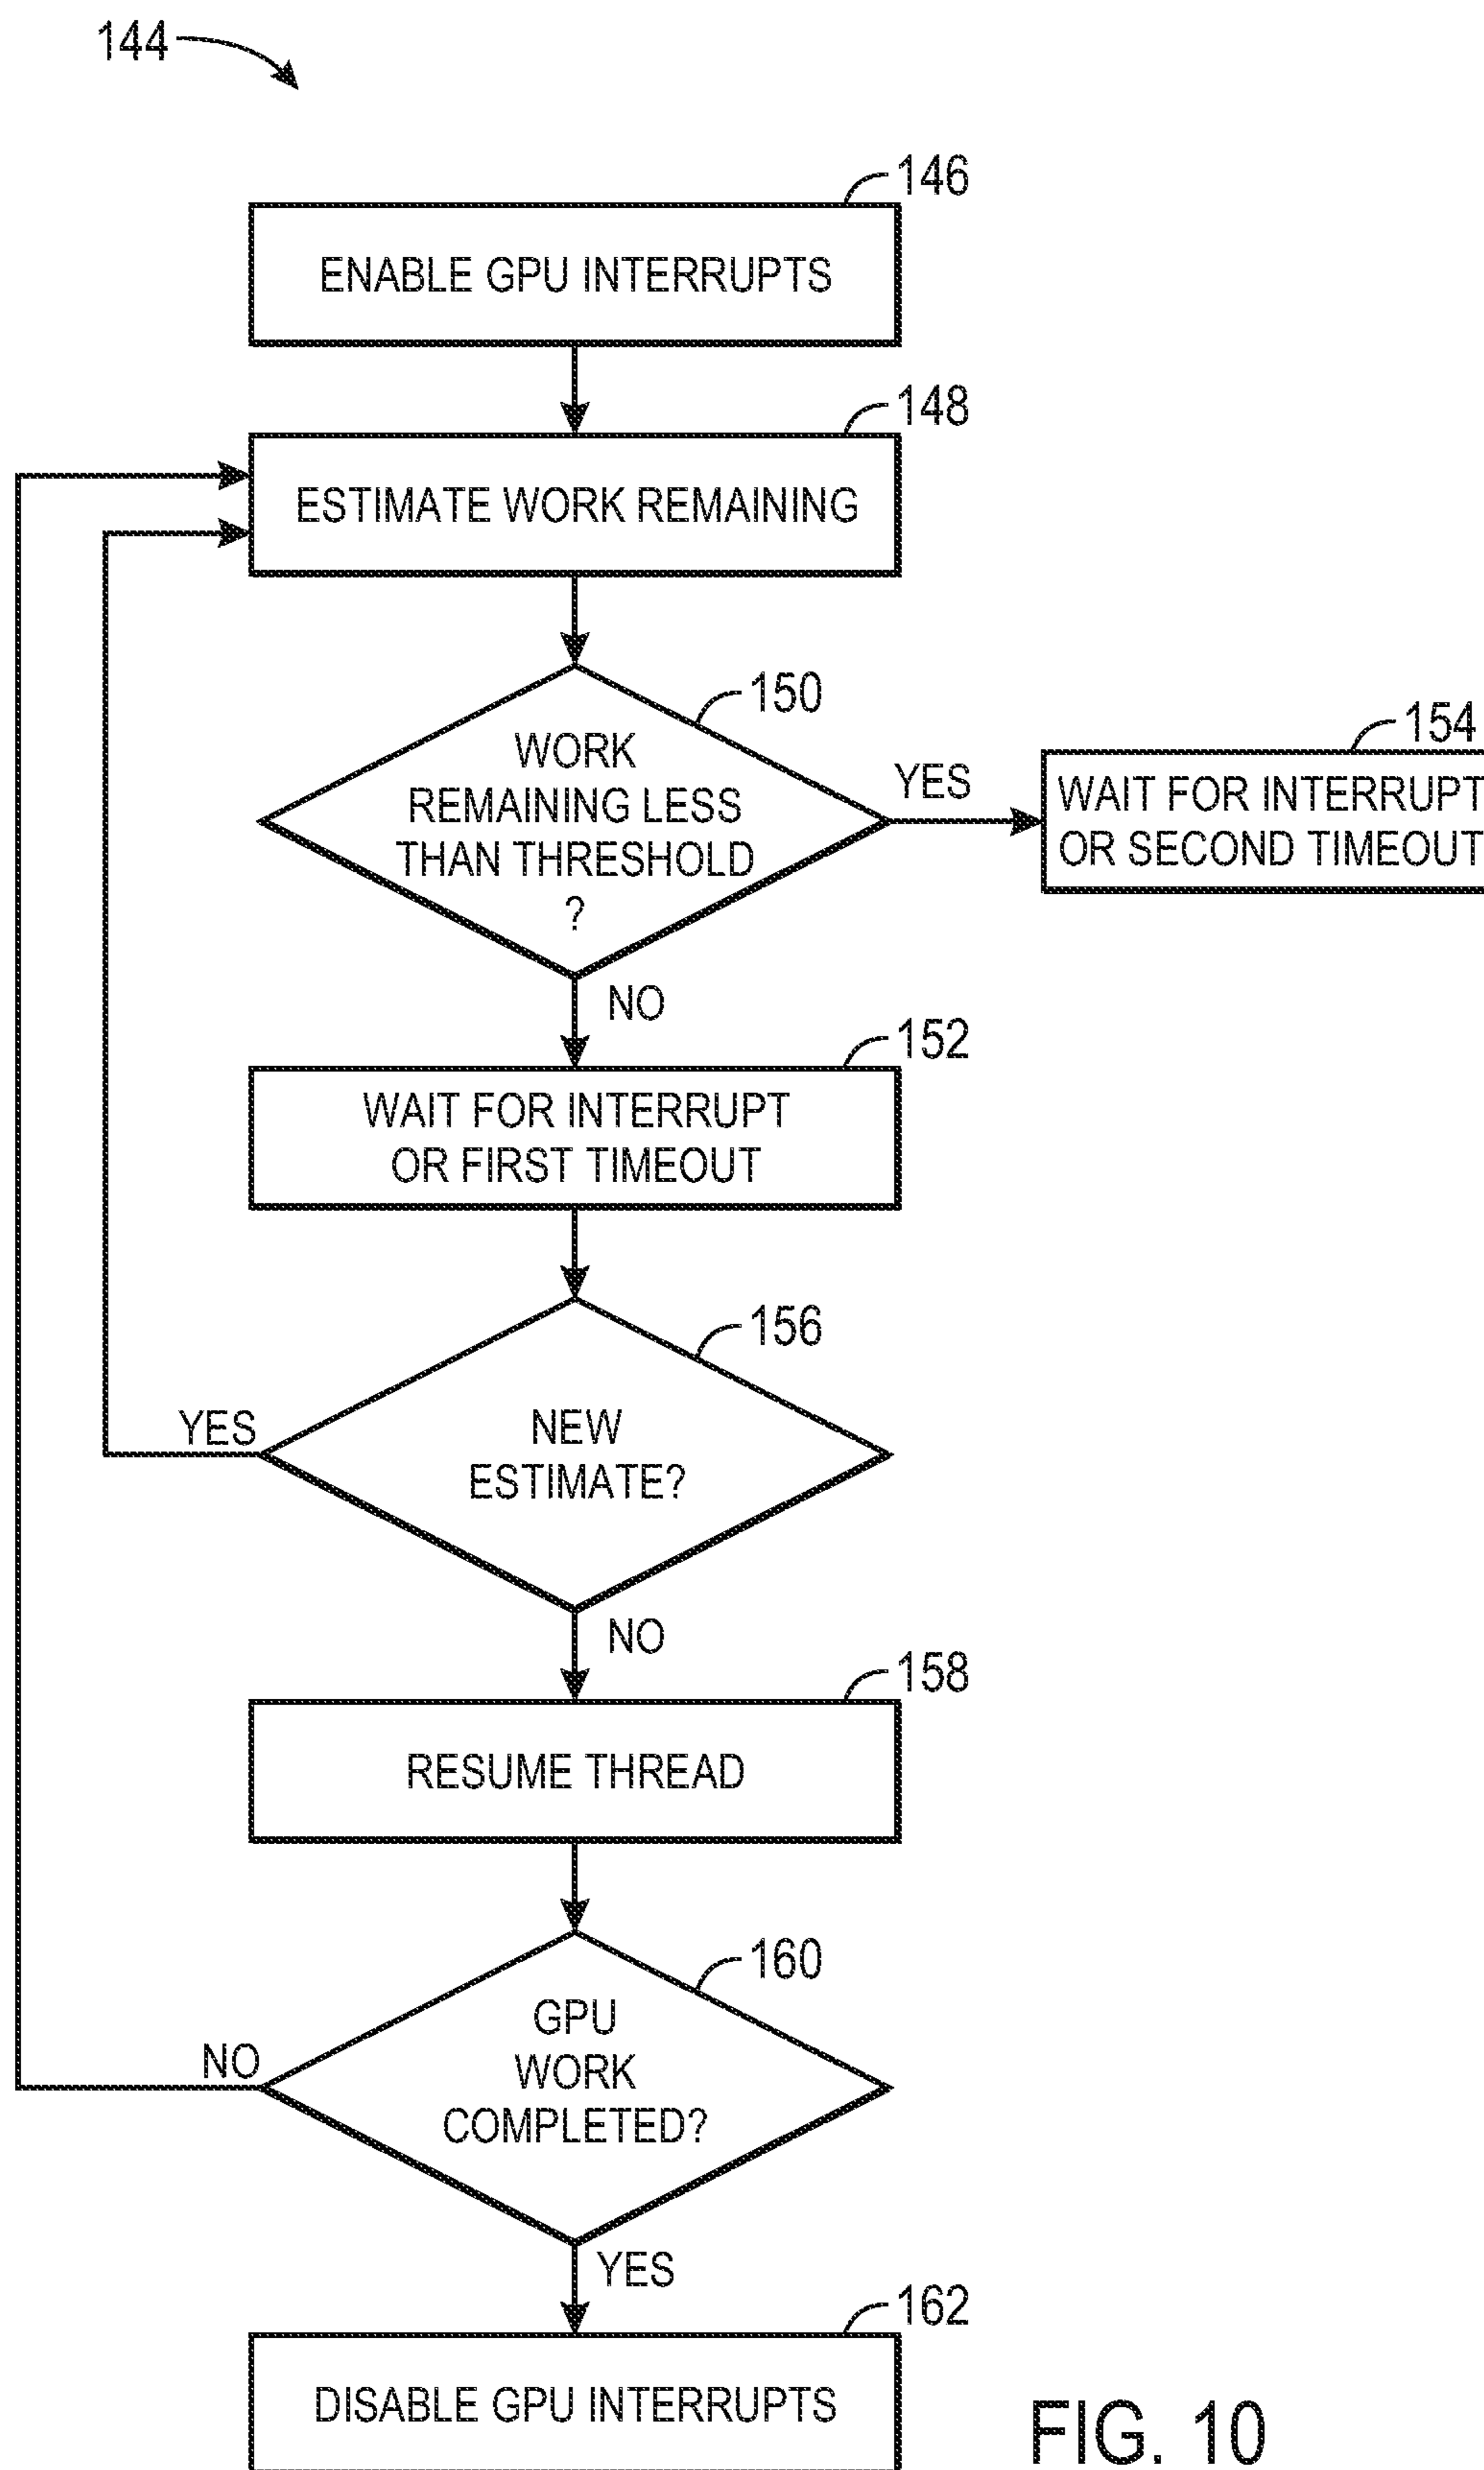 144
146
ENABLE GPU INTERRUPTS
148
ESTIMATE WORK REMAINING
150
WORK
REMAINING LESS
THAN THRESHOLD
?
YES
154
WAIT FOR INTERRUPT
OR SECOND TIMEOUT
NO
152
WAIT FOR INTERRUPT
OR FIRST TIMEOUT
156
NEW
ESTIMATE?
YES
NO
158
RESUME THREAD
160
GPU
WORK
COMPLETED?
NO
YES
162
DISABLE GPU INTERRUPTS
FIG. 10